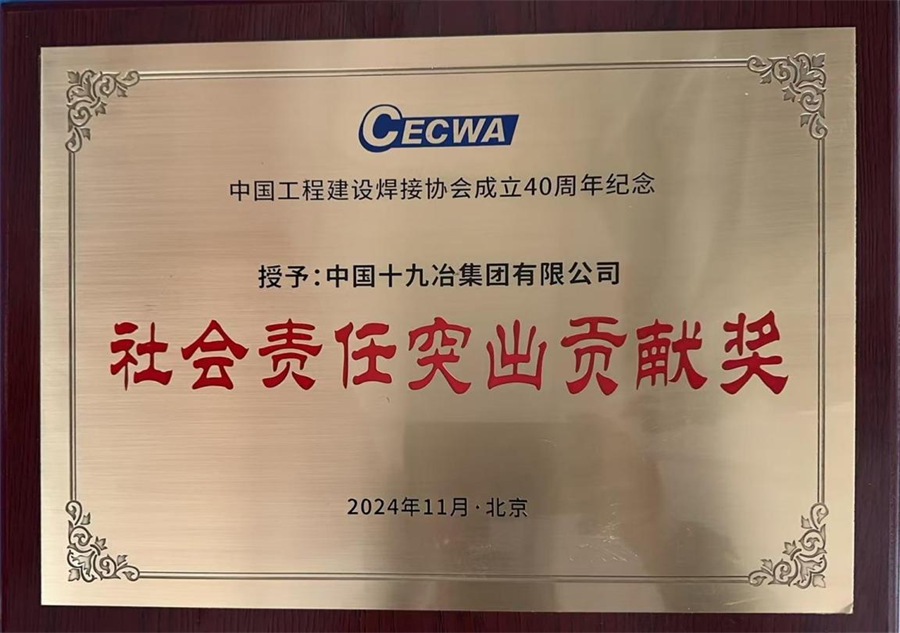 CECWA
中国工程建设焊接协会成立40周年纪念
授予：中国十九冶集团有限公司
社会责任突出贡献奖
2024年11月·北京